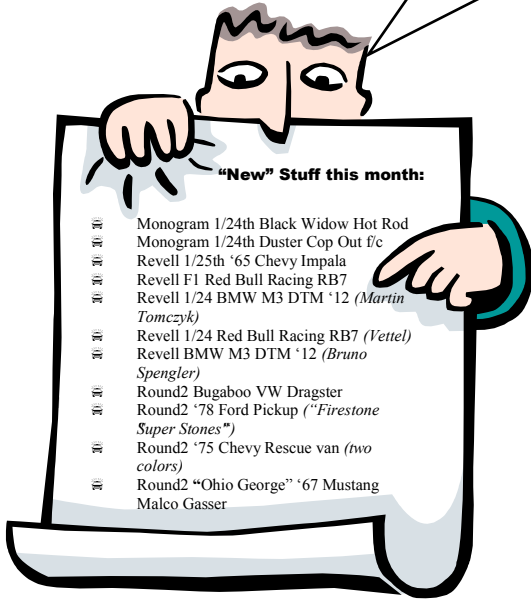 “New” Stuff this month:
Monogram 1/24th Black Widow Hot Rod
Monogram 1/24th Duster Cop Out f/c
Revell 1/25th ‘65 Chevy Impala
Revell F1 Red Bull Racing RB7
Revell 1/24 BMW M3 DTM ‘12 (Martin
Tomczyk)
Revell 1/24 Red Bull Racing RB7 (Vettel)
Revell BMW M3 DTM ‘12 (Bruno
Spengler)
Round2 Bugaboo VW Dragster
Round2 ‘78 Ford Pickup (“Firestone
Super Stones”)
Round2 ‘75 Chevy Rescue van (two
colors)
Round2 “Ohio George” ‘67 Mustang
Malco Gasser